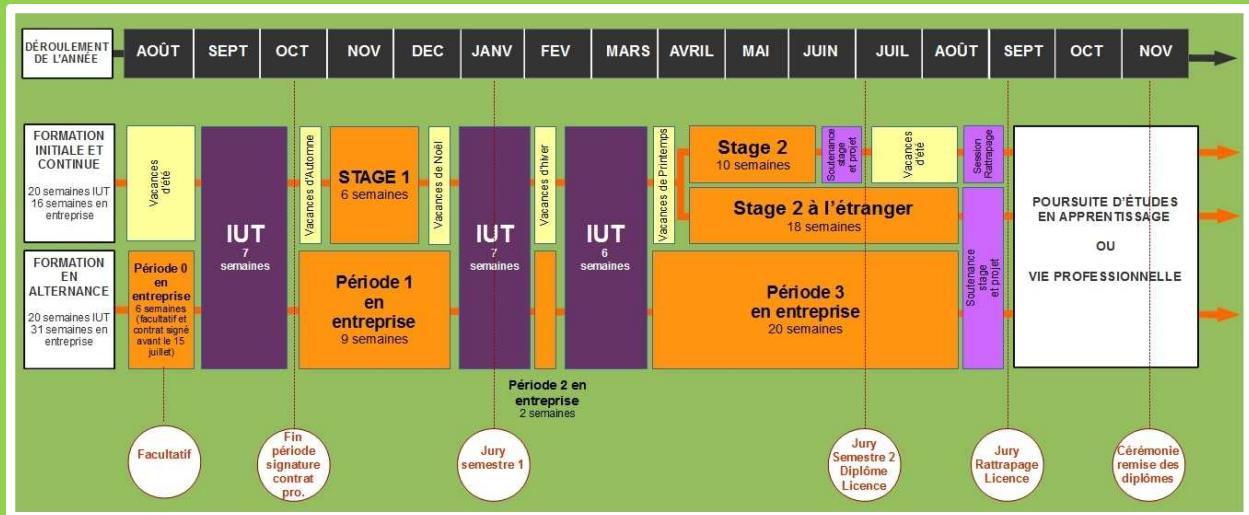 DÉROULEMENT
DE L'ANNÉE
AOÛT
SEPT
OCT
NOV
DEC
JANV
FEV
MARS
AVRIL
MAI
JUIN
JUIL
AOÛT
SEPT
OCT
NOV
FORMATION
INITIALE ET
CONTINUE
20 semaines IUT
16 semaines en
entreprise
Vacances
d'été
IUT
7
semaines
Vacances d'Automne
STAGE 1
6 semaines
Vacances de Noël
IUT
7
semaines
Vacances d'hiver
IUT
6
semaines
Vacances de Printemps
Stage 2
10 semaines
Soutenance
stage
et projet
Vacances
d'été
Session
Rattrapage
Stage 2 à l'étranger
18 semaines
POURSUITE D'ÉTUDES
EN APPRENTISSAGE
OU
VIE PROFESSIONNELLE
FORMATION
EN
ALTERNANCE
20 semaines IUT
31 semaines en
entreprise
Période 0
en
entreprise
6 semaines
(facultatif et
contrat signé
avant le 15
juillet)
Période 1
en
entreprise
9 semaines
Période 2 en
entreprise
2 semaines
Période 3
en entreprise
20 semaines
Soutenance
stage
et projet
Facultatif
Fin
période
signature
contrat
pro.
Jury
semestre 1
Jury
Semestre 2
Diplôme
Licence
Jury
Rattrapage
Licence
Cérémonie
remise des
diplômes